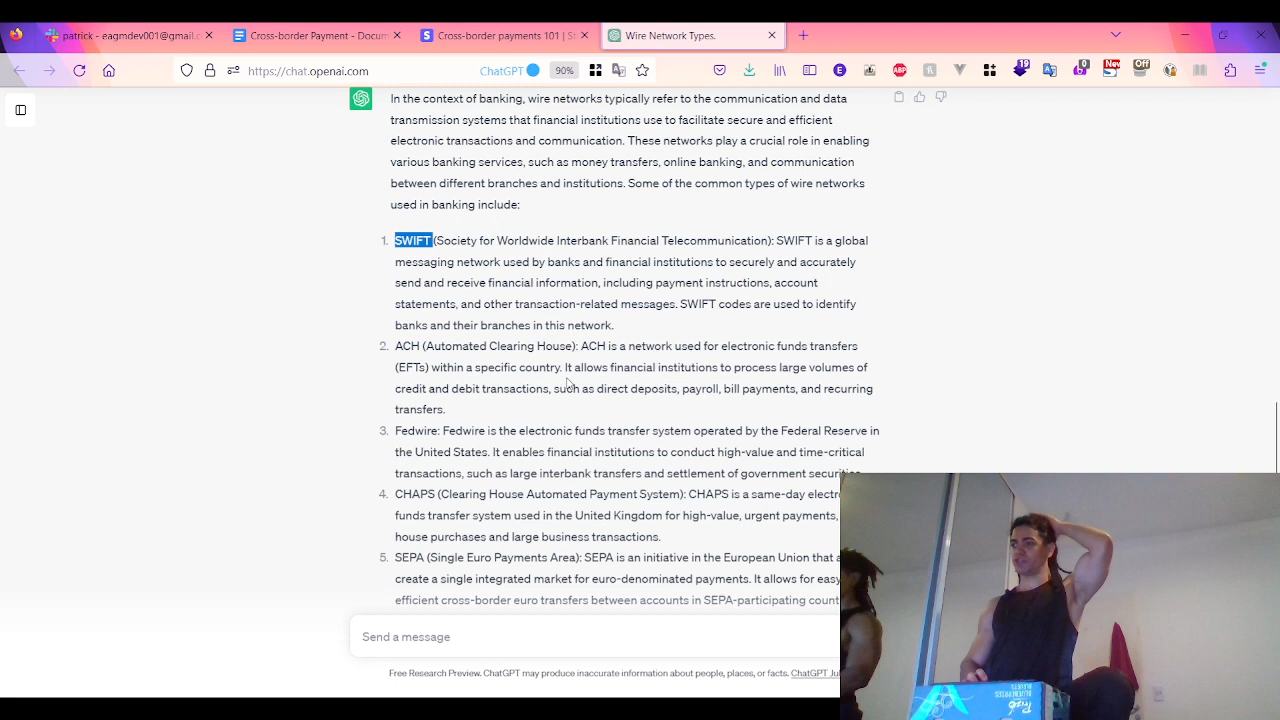 patrick - eaqmdev001@gmail.c
Cross-border Payment - Docum
Cross-border payments 101 | St
Wire Network Types.
https://chat.openai.com
ChatGPT
90%
19
New
0
Off
In the context of banking, wire networks typically refer to the communication and data
transmission systems that financial institutions use to facilitate secure and efficient
electronic transactions and communication. These networks play a crucial role in enabling
various banking services, such as money transfers, online banking, and communication
between different branches and institutions. Some of the common types of wire networks
used in banking include:
1. SWIFT (Society for Worldwide Interbank Financial Telecommunication): SWIFT is a global
messaging network used by banks and financial institutions to securely and accurately
send and receive financial information, including payment instructions, account
statements, and other transaction-related messages. SWIFT codes are used to identify
banks and their branches in this network.
2. ACH (Automated Clearing House): ACH is a network used for electronic funds transfers
(EFTs) within a specific country. It allows financial institutions to process large volumes of
credit and debit transactions, such as direct deposits, payroll, bill payments, and recurring
transfers.
3. Fedwire: Fedwire is the electronic funds transfer system operated by the Federal Reserve in
the United States. It enables financial institutions to conduct high-value and time-critical
transactions, such as large interbank transfers and settlement of government securities.
4. CHAPS (Clearing House Automated Payment System): CHAPS is a same-day electr
funds transfer system used in the United Kingdom for high-value, urgent payments,
house purchases and large business transactions.
5. SEPA (Single Euro Payments Area): SEPA is an initiative in the European Union that a
create a single integrated market for euro-denominated payments. It allows for easy
efficient cross-border euro transfers between accounts in SEPA-participating count
Send a message
Free Research Preview. ChatGPT may produce inaccurate information about people, places, or facts. ChatGPT Jul
BLUEBERRIES